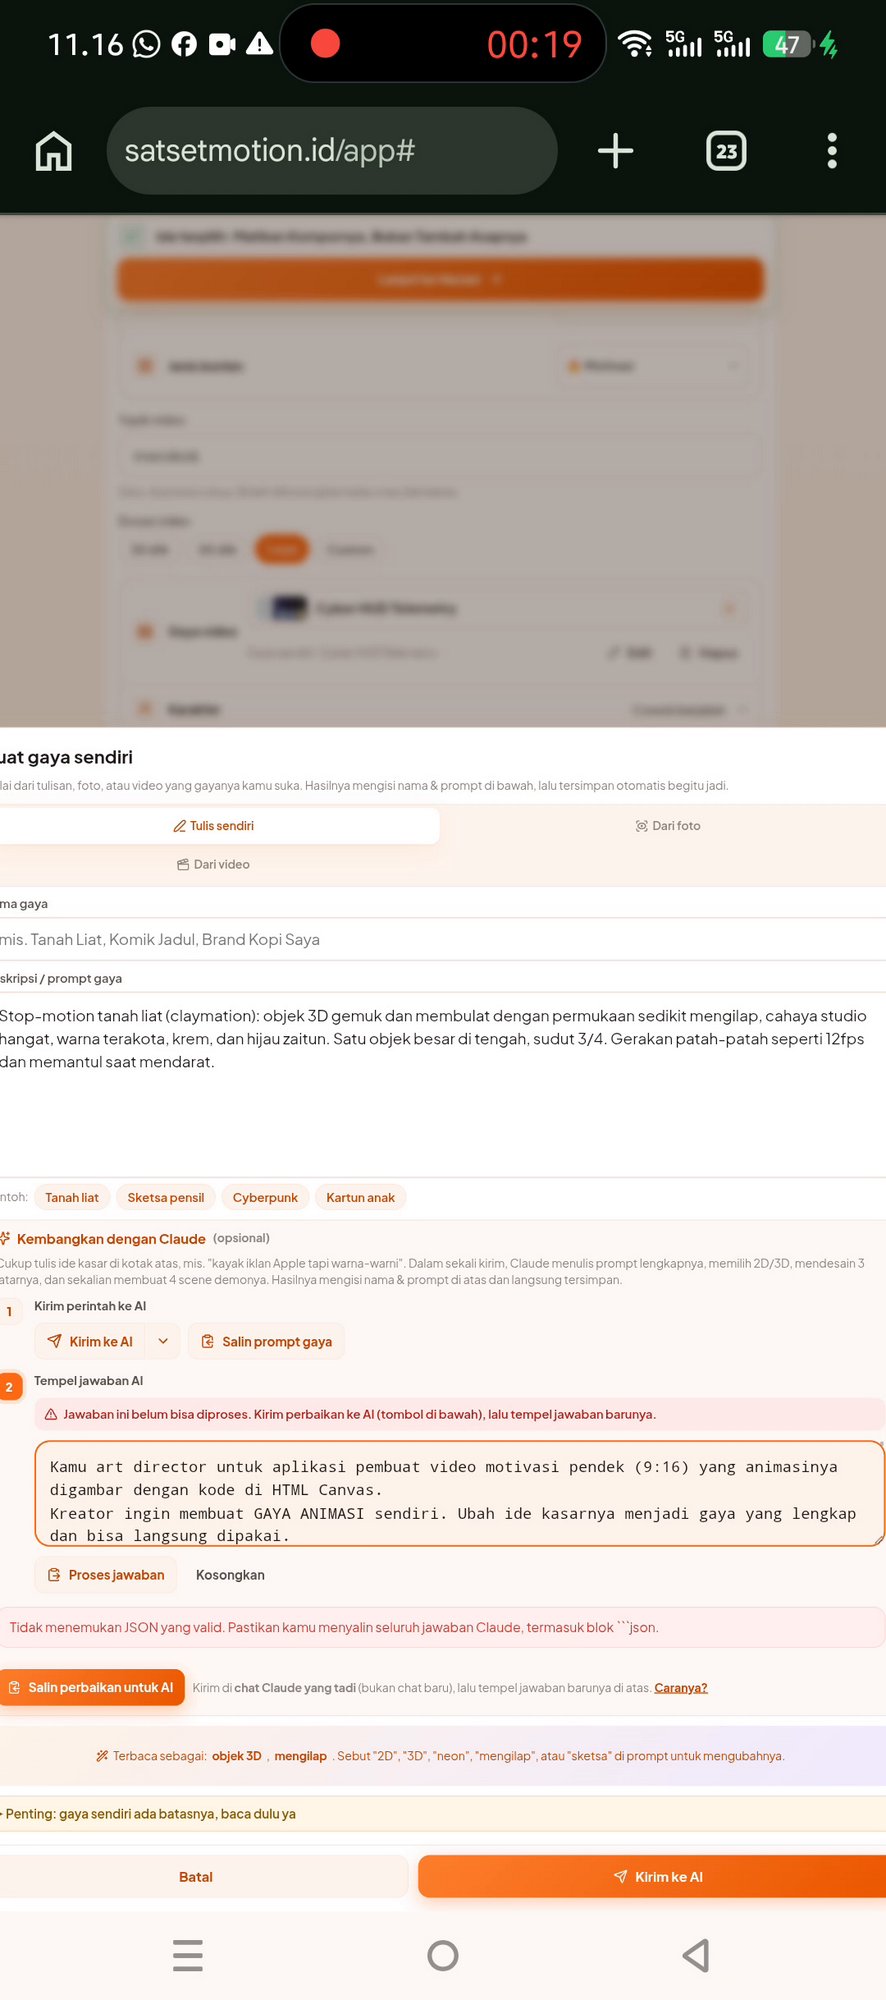 11.16
00:19
5G
5G
47
satsetmotion.id/app#
23
uat gaya sendiri
lai dari tulisan, foto, atau video yang gayanya kamu suka. Hasilnya mengisi nama & prompt di bawah, lalu tersimpan otomatis begitu jadi.
Tulis sendiri
Dari foto
Dari video
ma gaya
mis. Tanah Liat, Komik Jadul, Brand Kopi Saya
skripsi / prompt gaya
Stop-motion tanah liat (claymation): objek 3D gemuk dan membulat dengan permukaan sedikit mengilap, cahaya studio
hangat, warna terakota, krem, dan hijau zaitun. Satu objek besar di tengah, sudut 3/4. Gerakan patah-patah seperti 12fps
dan memantul saat mendarat.
ntoh:
Tanah liat
Sketsa pensil
Cyberpunk
Kartun anak
Kembangkan dengan Claude (opsional)
Cukup tulis ide kasar di kotak atas, mis. "kayak iklan Apple tapi warna-warni". Dalam sekali kirim, Claude menulis prompt lengkapnya, memilih 2D/3D, mendesain 3
atarnya, dan sekalian membuat 4 scene demonya. Hasilnya mengisi nama & prompt di atas dan langsung tersimpan.
1
Kirim perintah ke AI
Kirim ke AI
Salin prompt gaya
2
Tempel jawaban AI
Jawaban ini belum bisa diproses. Kirim perbaikan ke AI (tombol di bawah), lalu tempel jawaban barunya.
Kamu art director untuk aplikasi pembuat video motivasi pendek (9:16) yang animasinya
digambar dengan kode di HTML Canvas.
Kreator ingin membuat GAYA ANIMASI sendiri. Ubah ide kasarnya menjadi gaya yang lengkap
dan bisa langsung dipakai.
Proses jawaban
Kosongkan
Tidak menemukan JSON yang valid. Pastikan kamu menyalin seluruh jawaban Claude, termasuk blok ```json.
Salin perbaikan untuk AI
Kirim di chat Claude yang tadi (bukan chat baru), lalu tempel jawaban barunya di atas. Caranya?
Terbaca sebagai: objek 3D , mengilap . Sebut "2D", "3D", "neon", "mengilap", atau "sketsa" di prompt untuk mengubahnya.
Penting: gaya sendiri ada batasnya, baca dulu ya
Batal
Kirim ke AI